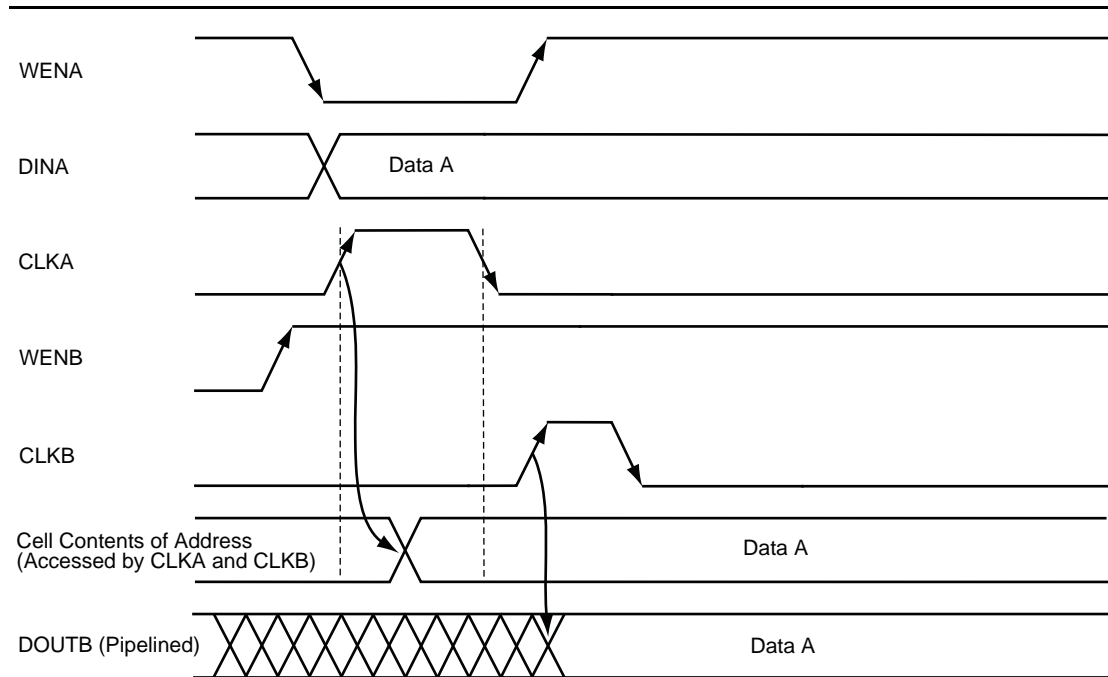 WENA
DINA
Data A
CLKA
WENB
CLKB
Cell Contents of Address
(Accessed by CLKA and CLKB)
Data A
DOUTB (Pipelined)
Data A